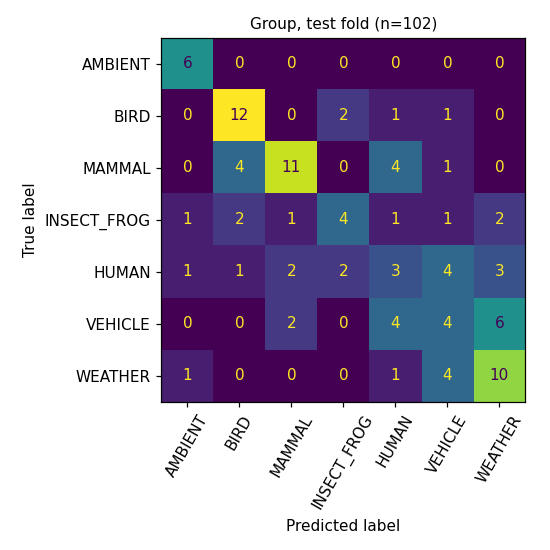 Group, test fold (n=102)
True label
AMBIENT 6 0 0 0 0 0 0
BIRD 0 12 0 2 1 1 0
MAMMAL 0 4 11 0 4 1 0
INSECT_FROG 1 2 1 4 1 1 2
HUMAN 1 1 2 2 3 4 3
VEHICLE 0 0 2 0 4 4 6
WEATHER 1 0 0 0 1 4 10
AMBIENT BIRD MAMMAL INSECT_FROG HUMAN VEHICLE WEATHER
Predicted label